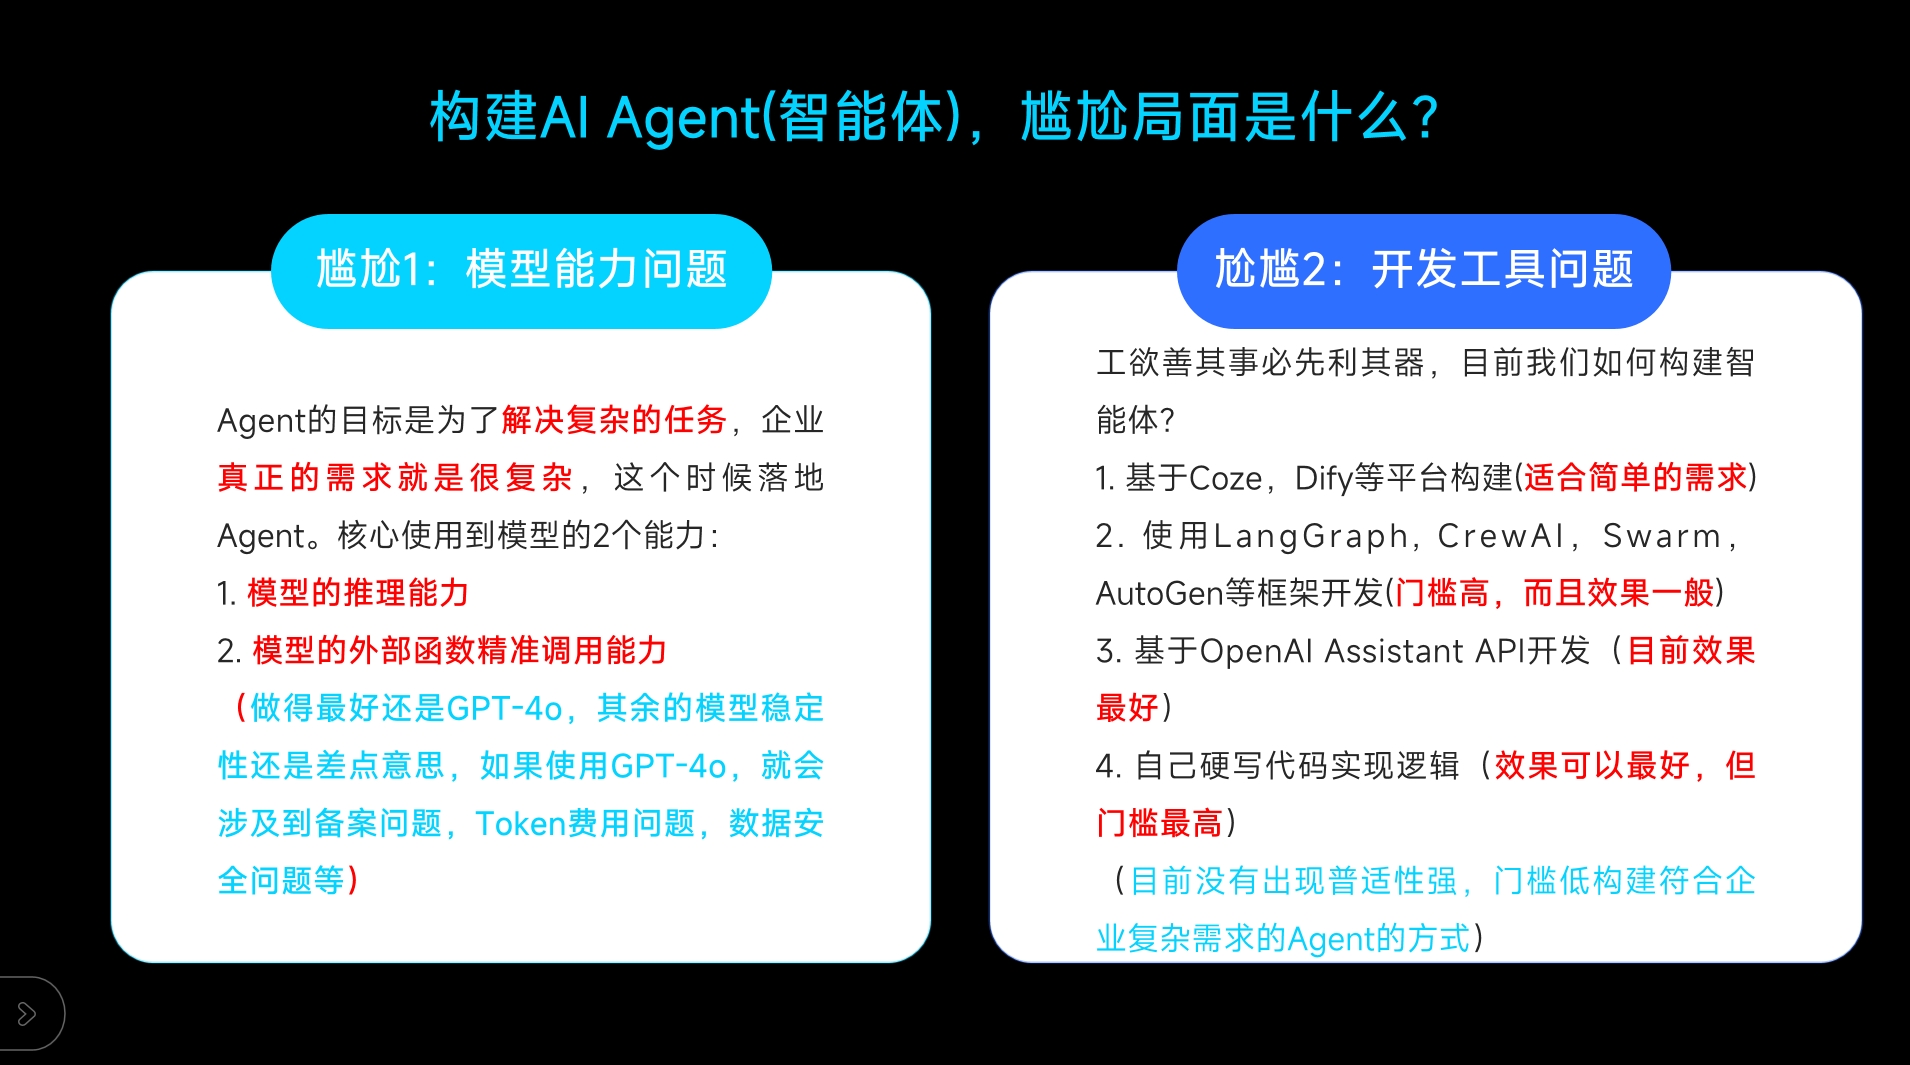 构建AI Agent(智能体)，尴尬局面是什么？
尴尬1：模型能力问题
Agent的目标是为了解决复杂的任务，企业
真正的需求就是很复杂，这个时候落地
Agent。核心使用到模型的2个能力：
1. 模型的推理能力
2. 模型的外部函数精准调用能力
（做得最好还是GPT-4o，其余的模型稳定
性还是差点意思，如果使用GPT-4o，就会
涉及到备案问题，Token费用问题，数据安
全问题等）
尬尴2：开发工具问题
工欲善其事必先利其器，目前我们如何构建智
能体？
1. 基于Coze，Dify等平台构建(适合简单的需求)
2. 使用LangGraph, CrewAI，Swarm，
AutoGen等框架开发(门槛高，而且效果一般)
3. 基于OpenAI Assistant API开发（目前效果
最好）
4. 自己硬写代码实现逻辑（效果可以最好，但
门槛最高）
（目前没有出现普适性强，门槛低构建符合企
业复杂需求的Agent的方式）